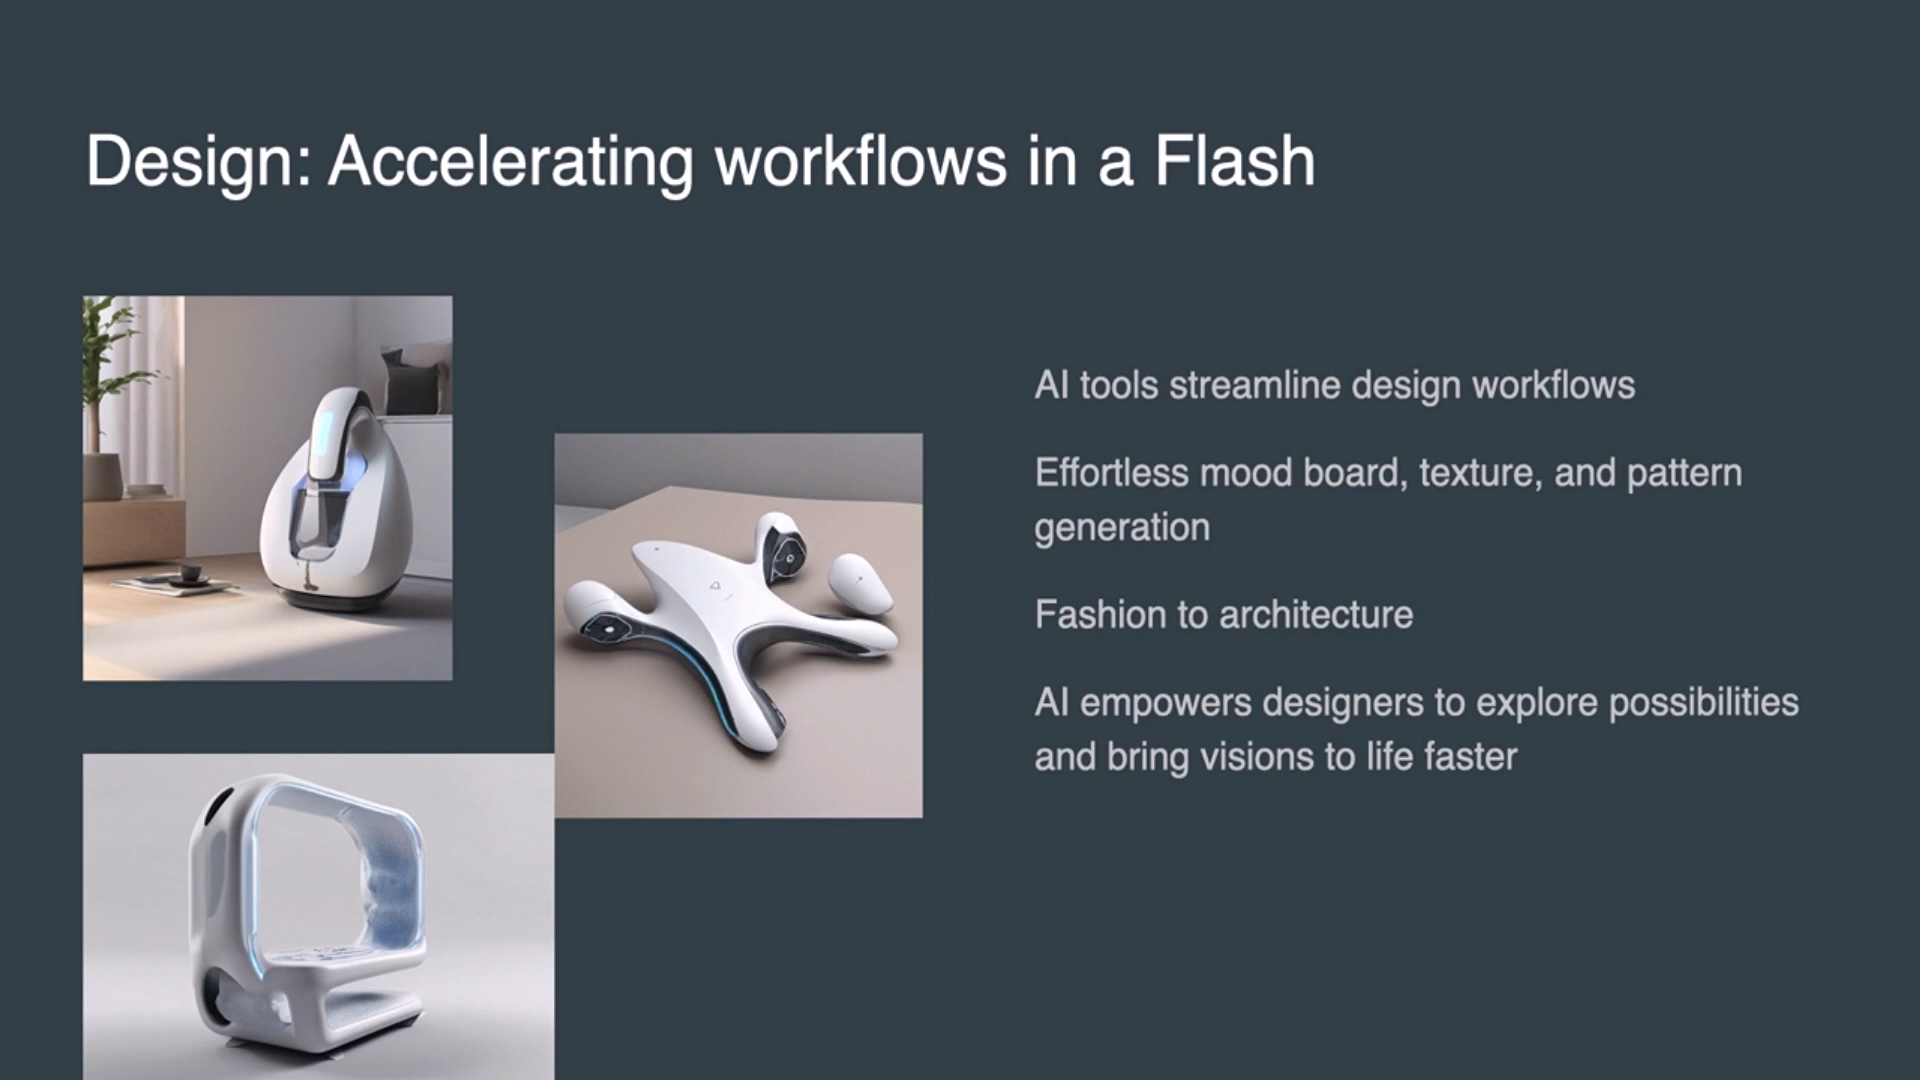 Design: Accelerating workflows in a Flash
AI tools streamline design workflows
Effortless mood board, texture, and pattern
generation
Fashion to architecture
AI empowers designers to explore possibilities
and bring visions to life faster